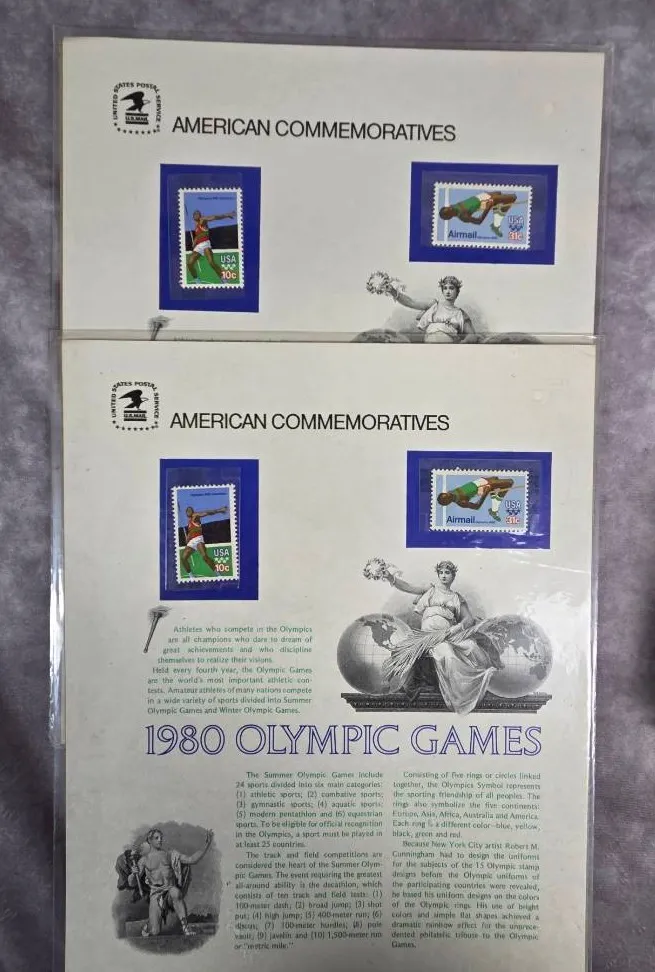 UNITED STATES POSTAL SERVICE
U.S.MAIL
AMERICAN COMMEMORATIVES
USA
10c
Airmail
USA
31c
UNITED STATES POSTAL SERVICE
U.S.MAIL
AMERICAN COMMEMORATIVES
USA
10c
Airmail
USA
31c
Athletes who compete in the Olympics
are all champions who dare to dream of
great achievements and who discipline
themselves to realize their visions.
Held every fourth year, the Olympic Games
are the world's most important athletic con-
tests. Amateur athletes of many nations compete
in a wide variety of sports divided into Summer
Olympic Games and Winter Olympic Games.
1980 OLYMPIC GAMES
The Summer Olympic Games include
24 sports divided into six main categories:
(1) athletic sports; (2) combative sports;
(3) gymnastic sports; (4) aquatic sports;
(5) modern pentathlon and (6) equestrian
sports. To be eligible for official recognition
in the Olympics, a sport must be played in
at least 25 countries.
The track and field competitions are
considered the heart of the Summer Olym-
pic Games. The event requiring the greatest
all-around ability is the decathlon, which
consists of ten track and field tests: (1)
100-meter dash; (2) broad jump; (3) shot
put; (4) high jump; (5) 400-meter run; (6)
discus; (7) 100-meter hurdles; (8) pole
vault; (9) javelin and (10) 1,500-meter run
or "metric mile."
Consisting of five rings or circles linked
together, the Olympics Symbol represents
the sporting friendship of all peoples. The
rings also symbolize the five continents:
Europe, Asia, Africa, Australia and America.
Each ring is a different color--blue, yellow,
black, green and red.
Because New York City artist Robert M.
Cunningham had to design the uniforms
for the subjects of the 15 Olympic stamp
designs before the Olympic uniforms of
the participating countries were revealed,
he based his uniform designs on the colors
of the Olympic rings. His use of bright
colors and simple flat shapes achieved a
dramatic rainbow effect for the unprece-
dented philatelic tribute to the Olympic
Games.